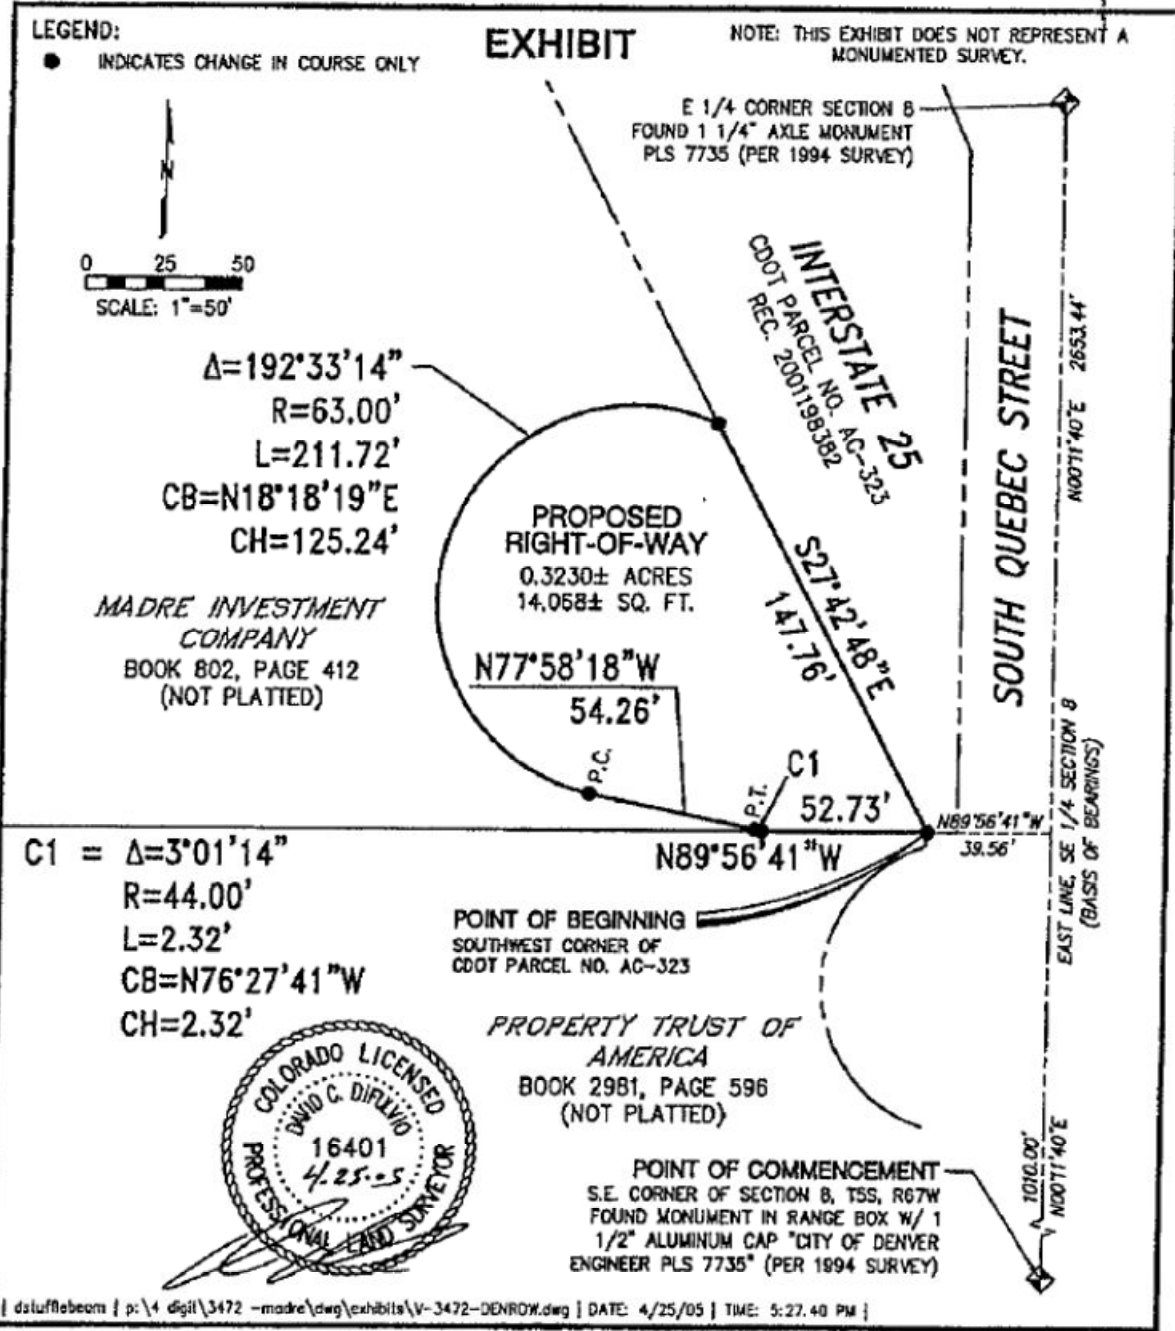 LEGEND:
● INDICATES CHANGE IN COURSE ONLY
EXHIBIT
NOTE: THIS EXHIBIT DOES NOT REPRESENT A
MONUMENTED SURVEY.
E 1/4 CORNER SECTION 8
FOUND 1 1/4" AXLE MONUMENT
PLS 7735 (PER 1994 SURVEY)
N
0 25 50
SCALE: 1"=50'
INTERSTATE 25
CDOT PARCEL NO. AC-323
REC. 2001198382
SOUTH QUEBEC STREET
N00°11'40"E 2653.44'
Δ=192°33'14"
R=63.00'
L=211.72'
CB=N18°18'19"E
CH=125.24'
PROPOSED
RIGHT-OF-WAY
0.3230± ACRES
14,068± SQ. FT.
S27°42'48"E
147.76'
MADRE INVESTMENT
COMPANY
BOOK 802, PAGE 412
(NOT PLATTED)
N77°58'18"W
54.26'
P.C.
P.T.
C1
52.73'
N89°56'41"W
N89°56'41"W
39.56'
EAST LINE, SE 1/4 SECTION 8
(BASIS OF BEARINGS)
C1 = Δ=3°01'14"
R=44.00'
L=2.32'
CB=N76°27'41"W
CH=2.32'
POINT OF BEGINNING
SOUTHWEST CORNER OF
CDOT PARCEL NO. AC-323
PROPERTY TRUST OF
AMERICA
BOOK 2981, PAGE 596
(NOT PLATTED)
COLORADO LICENSED
DAVID C. DIFULVIO
16401
4.25.05
PROFESSIONAL LAND SURVEYOR
1010.00'
N00°11'40"E
POINT OF COMMENCEMENT
S.E. CORNER OF SECTION 8, T5S, R67W
FOUND MONUMENT IN RANGE BOX W/ 1
1/2" ALUMINUM CAP "CITY OF DENVER
ENGINEER PLS 7735" (PER 1994 SURVEY)
| dstufflebeam | p:\4 digit\3472 -madre\dwg\exhibits\V-3472-DENROW.dwg | DATE: 4/25/05 | TIME: 5:27.40 PM |